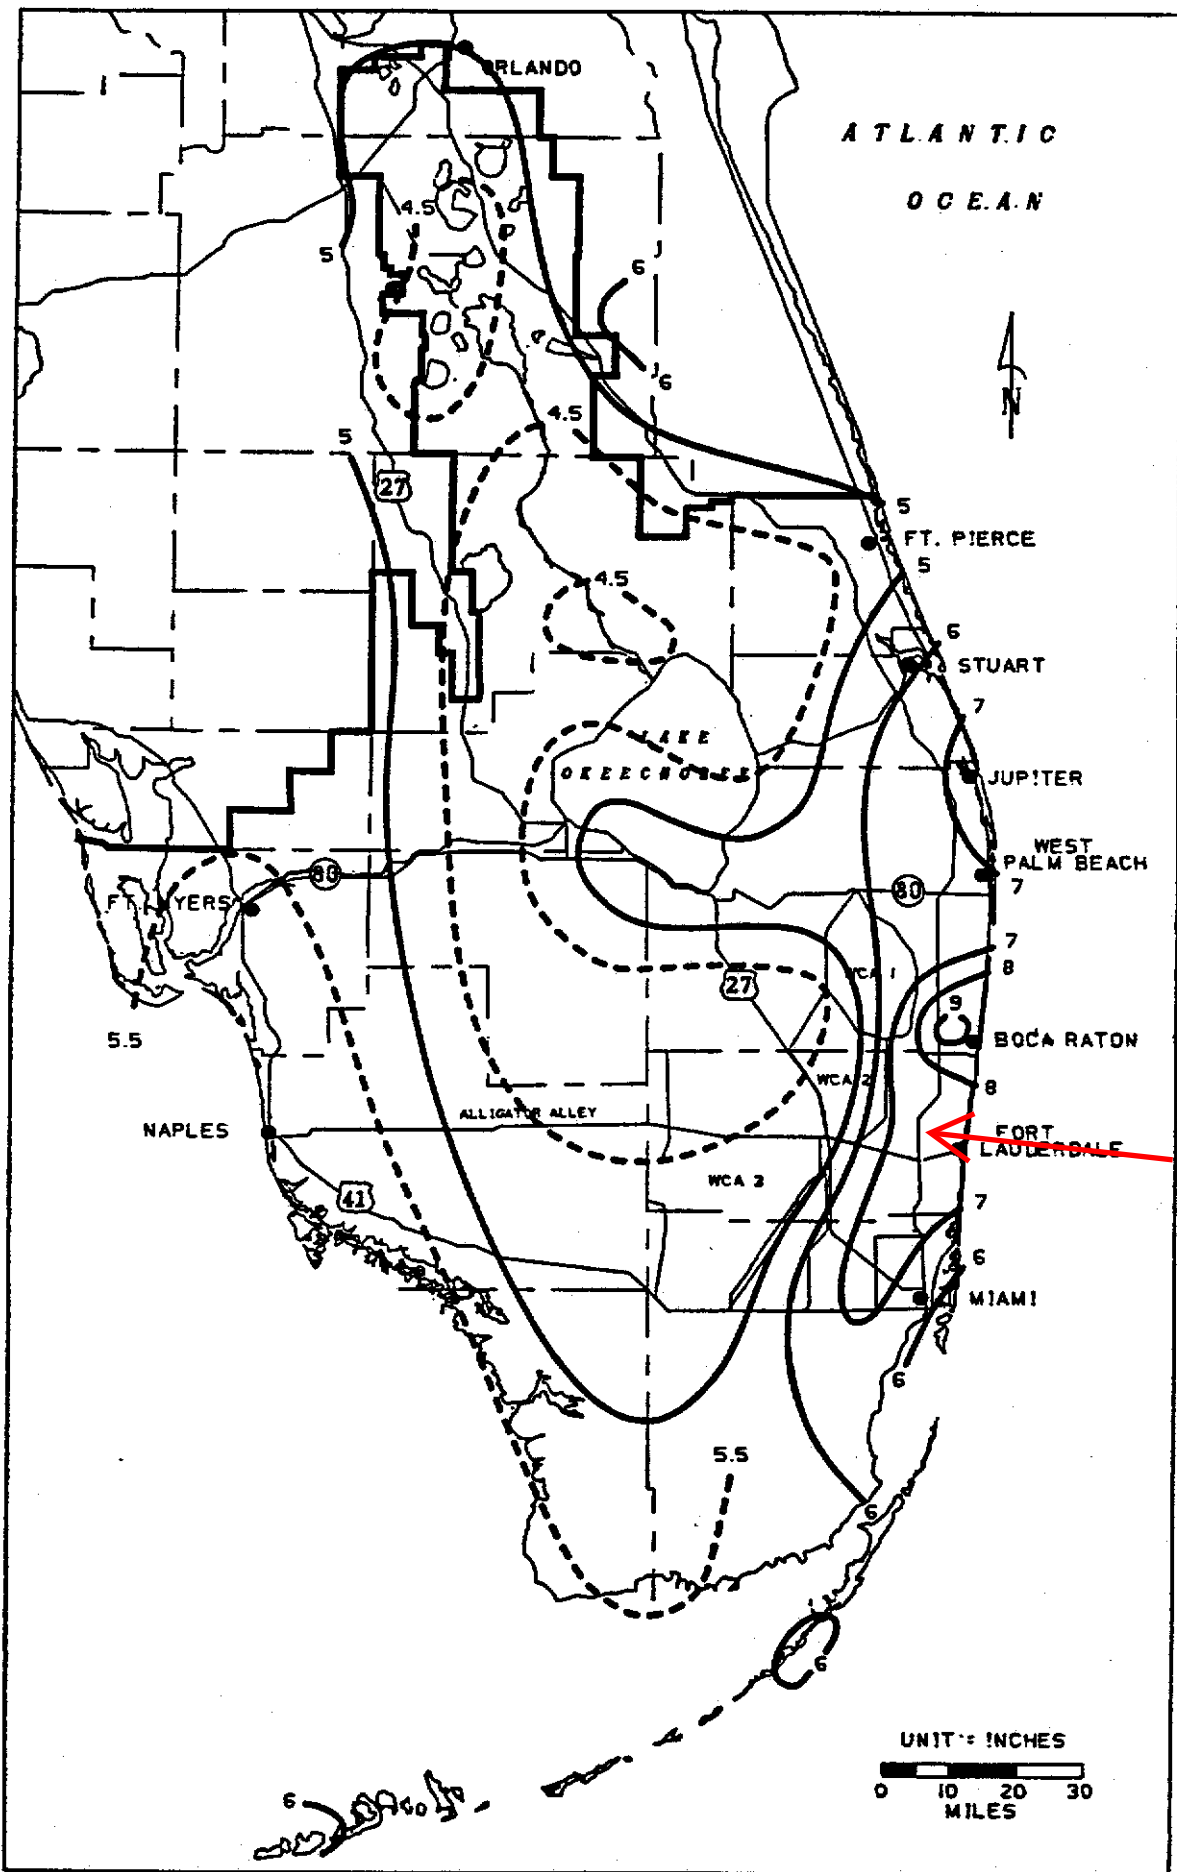 ORLANDO
ATLANTIC
OCEAN
4.5
5
6
6
N
4.5
5
27
5
FT. PIERCE
5
4.5
6
STUART
7
LAKE
OKEECHOBEE
JUPITER
WEST
PALM BEACH
80
80
7
FT. MYERS
7
8
WCA 1
27
9
5.5
BOCA RATON
WCA 2
8
ALLIGATOR ALLEY
NAPLES
FORT
LAUDERDALE
WCA 3
41
7
6
MIAMI
6
5.5
6
6
UNIT = INCHES
0 10 20 30
MILES
6